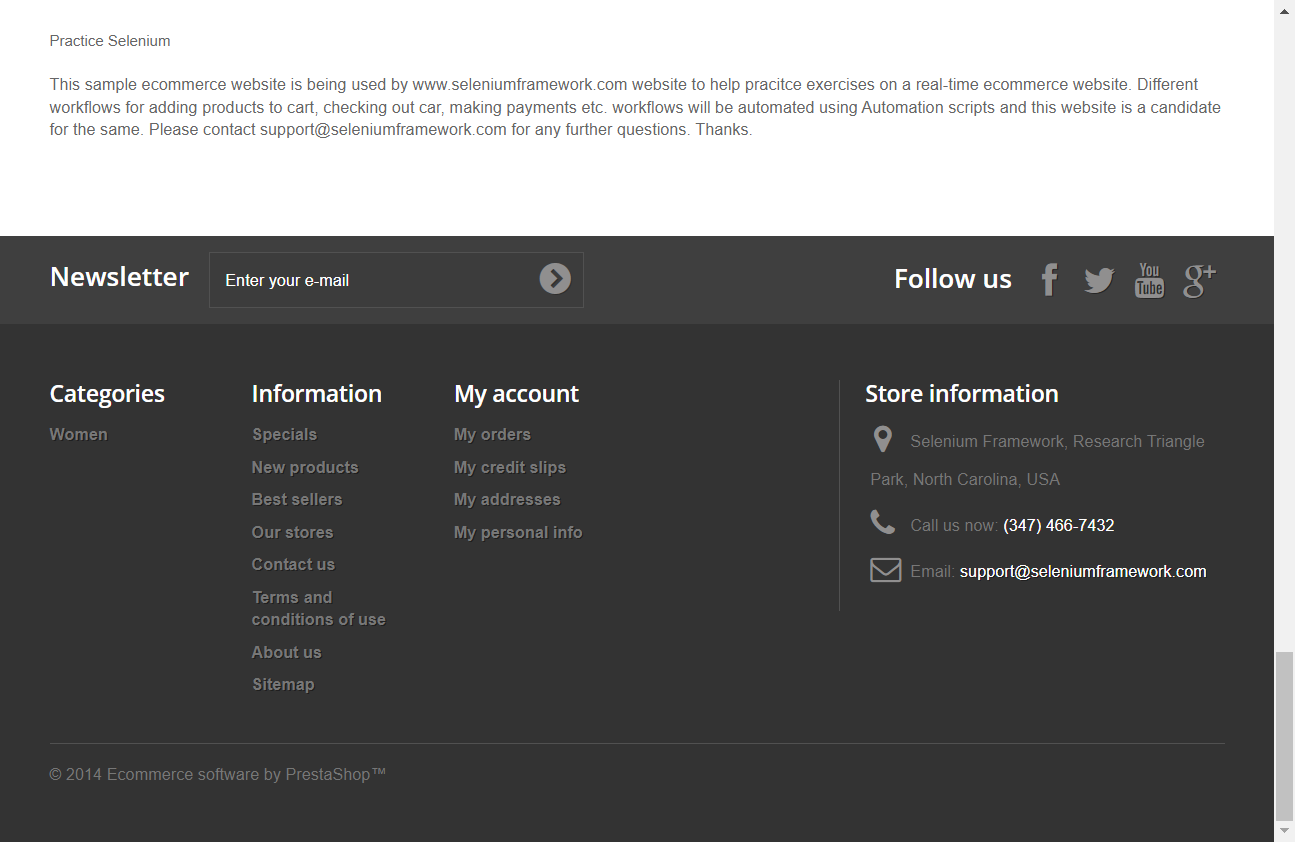 Practice Selenium
This sample ecommerce website is being used by www.seleniumframework.com website to help pracitce exercises on a real-time ecommerce website. Different
workflows for adding products to cart, checking out car, making payments etc. workflows will be automated using Automation scripts and this website is a candidate
for the same. Please contact support@seleniumframework.com for any further questions. Thanks.
Newsletter
Enter your e-mail
Follow us
You
Tube
g+
Categories
Women
Information
Specials
New products
Best sellers
Our stores
Contact us
Terms and
conditions of use
About us
Sitemap
My account
My orders
My credit slips
My addresses
My personal info
Store information
Selenium Framework, Research Triangle
Park, North Carolina, USA
Call us now: (347) 466-7432
Email: support@seleniumframework.com
© 2014 Ecommerce software by PrestaShop™